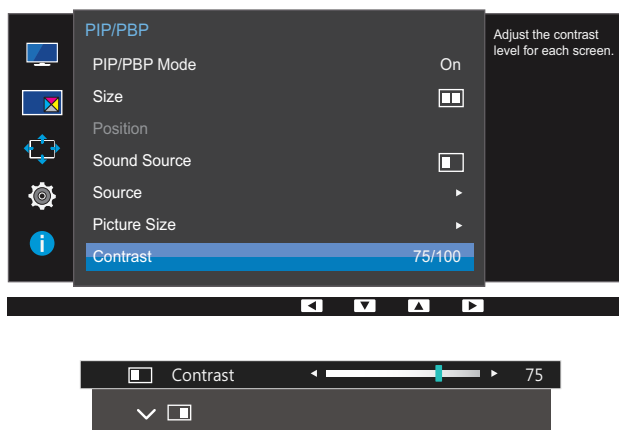 PIP/PBP
Adjust the contrast
level for each screen.
PIP/PBP Mode On
Size
Position
Sound Source
Source
Picture Size
Contrast 75/100
Contrast 75